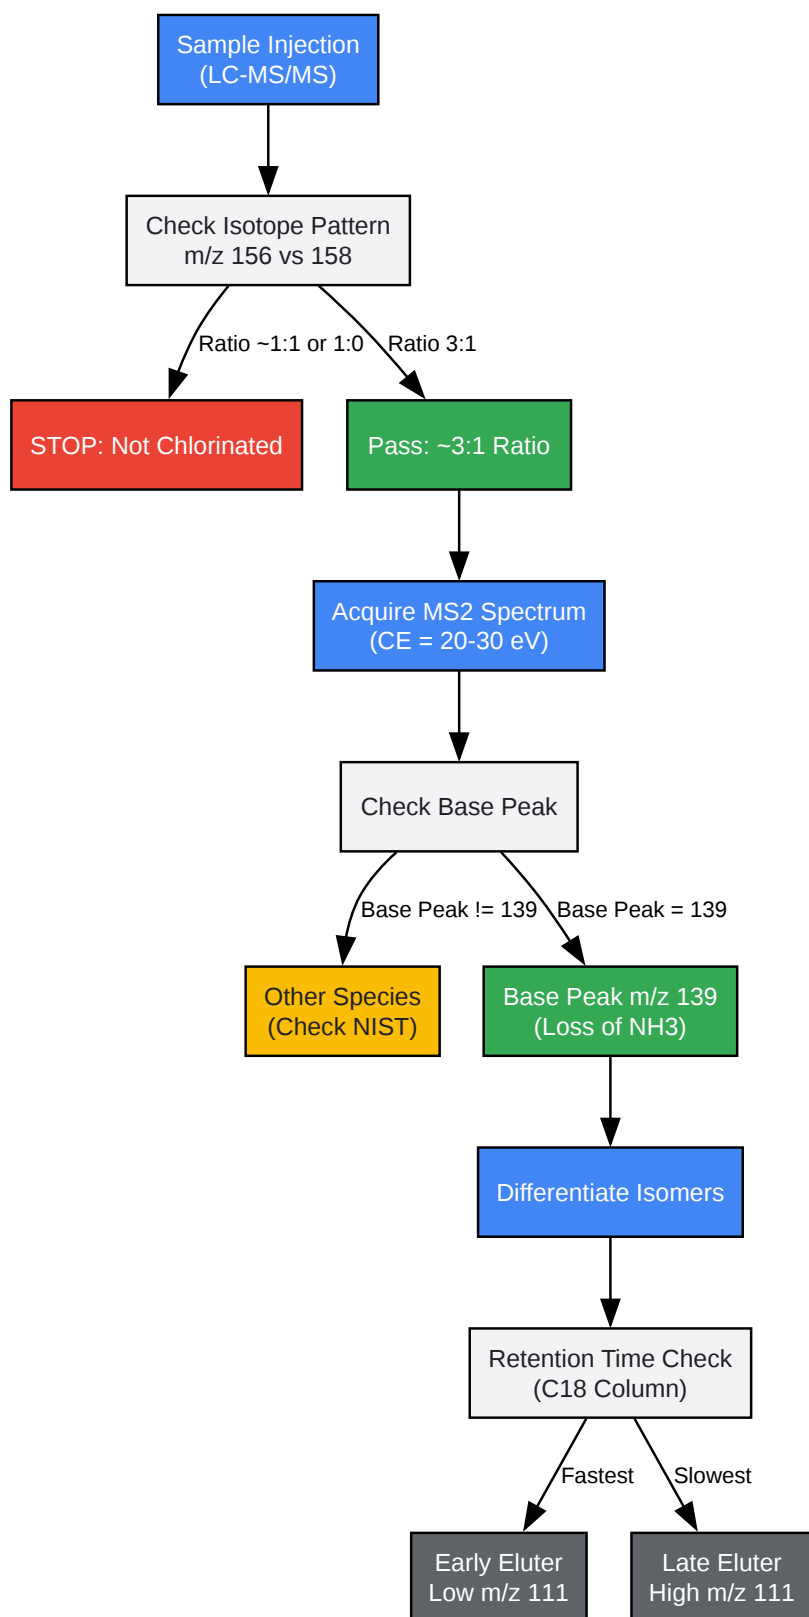 Sample Injection
(LC-MS/MS)
Check Isotope Pattern
m/z 156 vs 158
Ratio ~1:1 or 1:0
Ratio 3:1
STOP: Not Chlorinated
Pass: ~3:1 Ratio
Acquire MS2 Spectrum
(CE = 20-30 eV)
Check Base Peak
Base Peak != 139
Base Peak = 139
Other Species
(Check NIST)
Base Peak m/z 139
(Loss of NH3)
Differentiate Isomers
Retention Time Check
(C18 Column)
Fastest
Slowest
Early Eluter
Low m/z 111
Late Eluter
High m/z 111